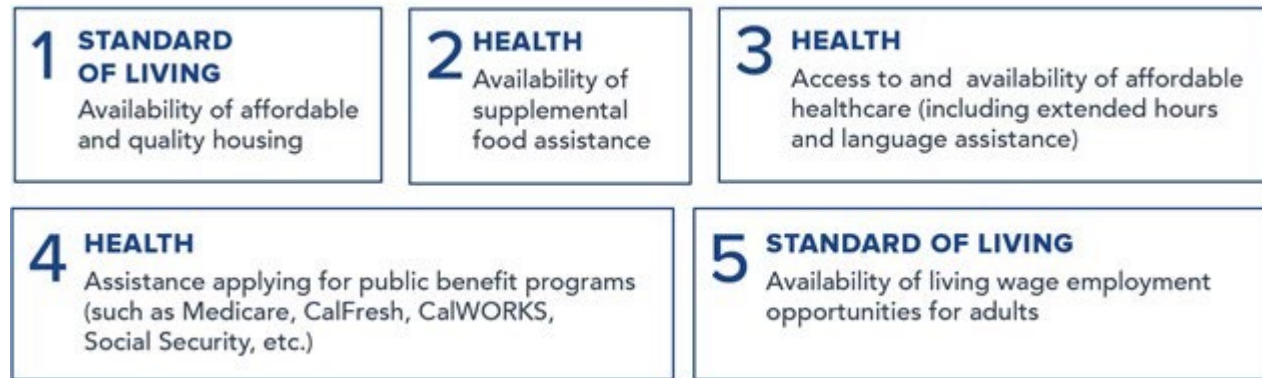 1 STANDARD
OF LIVING
Availability of affordable
and quality housing
2 HEALTH
Availability of
supplemental
food assistance
3 HEALTH
Access to and availability of affordable
healthcare (including extended hours
and language assistance)
4 HEALTH
Assistance applying for public benefit programs
(such as Medicare, CalFresh, CalWORKS,
Social Security, etc.)
5 STANDARD OF LIVING
Availability of living wage employment
opportunities for adults